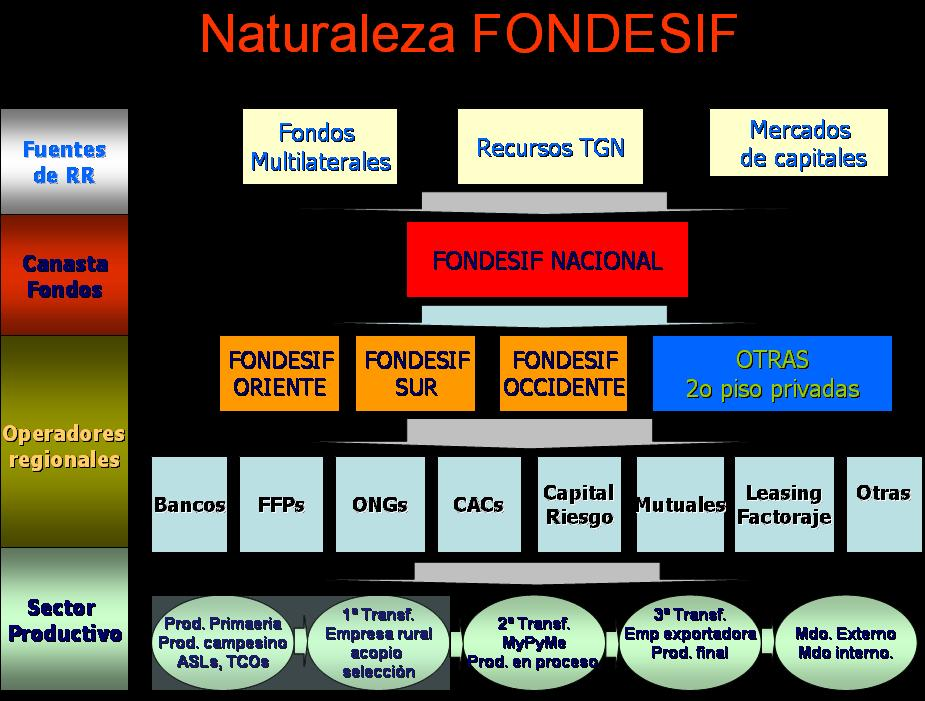 Naturaleza FONDESIF
Fuentes
de RR
Fondos
Multilaterales
Recursos TGN
Mercados
de capitales
Canasta
Fondos
FONDESIF NACIONAL
Operadores
regionales
FONDESIF
ORIENTE
FONDESIF
SUR
FONDESIF
OCCIDENTE
OTRAS
2o piso privadas
Bancos
FFPs
ONGs
CACs
Capital
Riesgo
Mutuales
Leasing
Factoraje
Otras
Sector
Productivo
Prod. Primaeria
Prod. campesino
ASLs, TCOs
1ª Transf.
Empresa rural
acopio
selección
2ª Transf.
MyPyMe
Prod. en proceso
3ª Transf.
Emp exportadora
Prod. final
Mdo. Externo
Mdo interno.